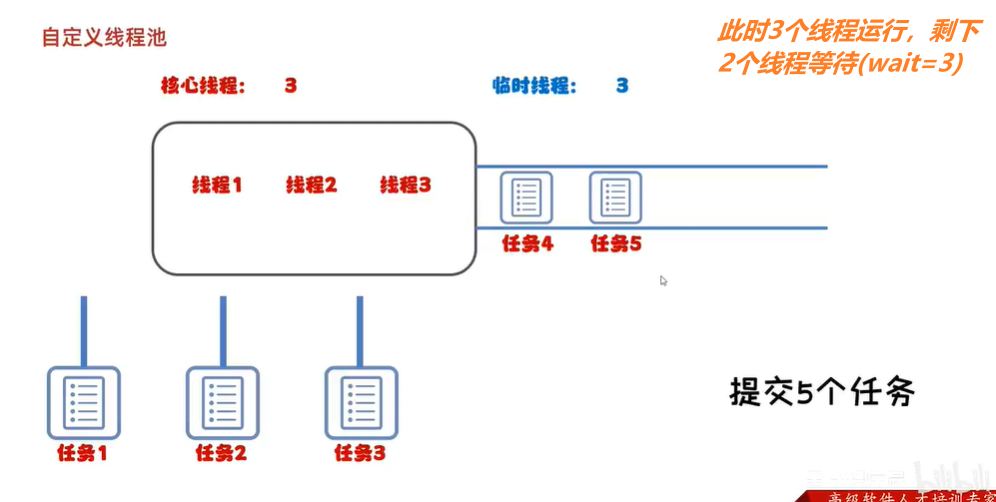 自定义线程池
此时3个线程运行，剩下
2个线程等待(wait=3)
核心线程： 3
临时线程： 3
线程1 线程2 线程3
任务4 任务5
提交5个任务
任务1 任务2 任务3
bilibili
高级软件人才培训专家